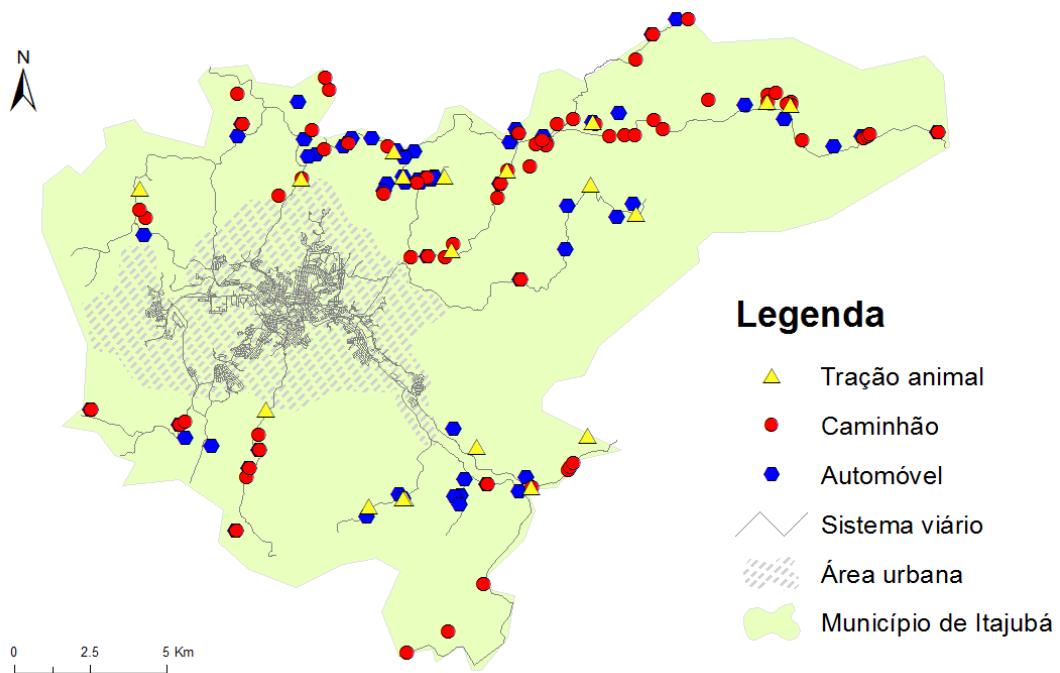 N
Legenda
Tração animal
Caminhão
Automóvel
Sistema viário
Área urbana
Município de Itajubá
0 2.5 5 Km